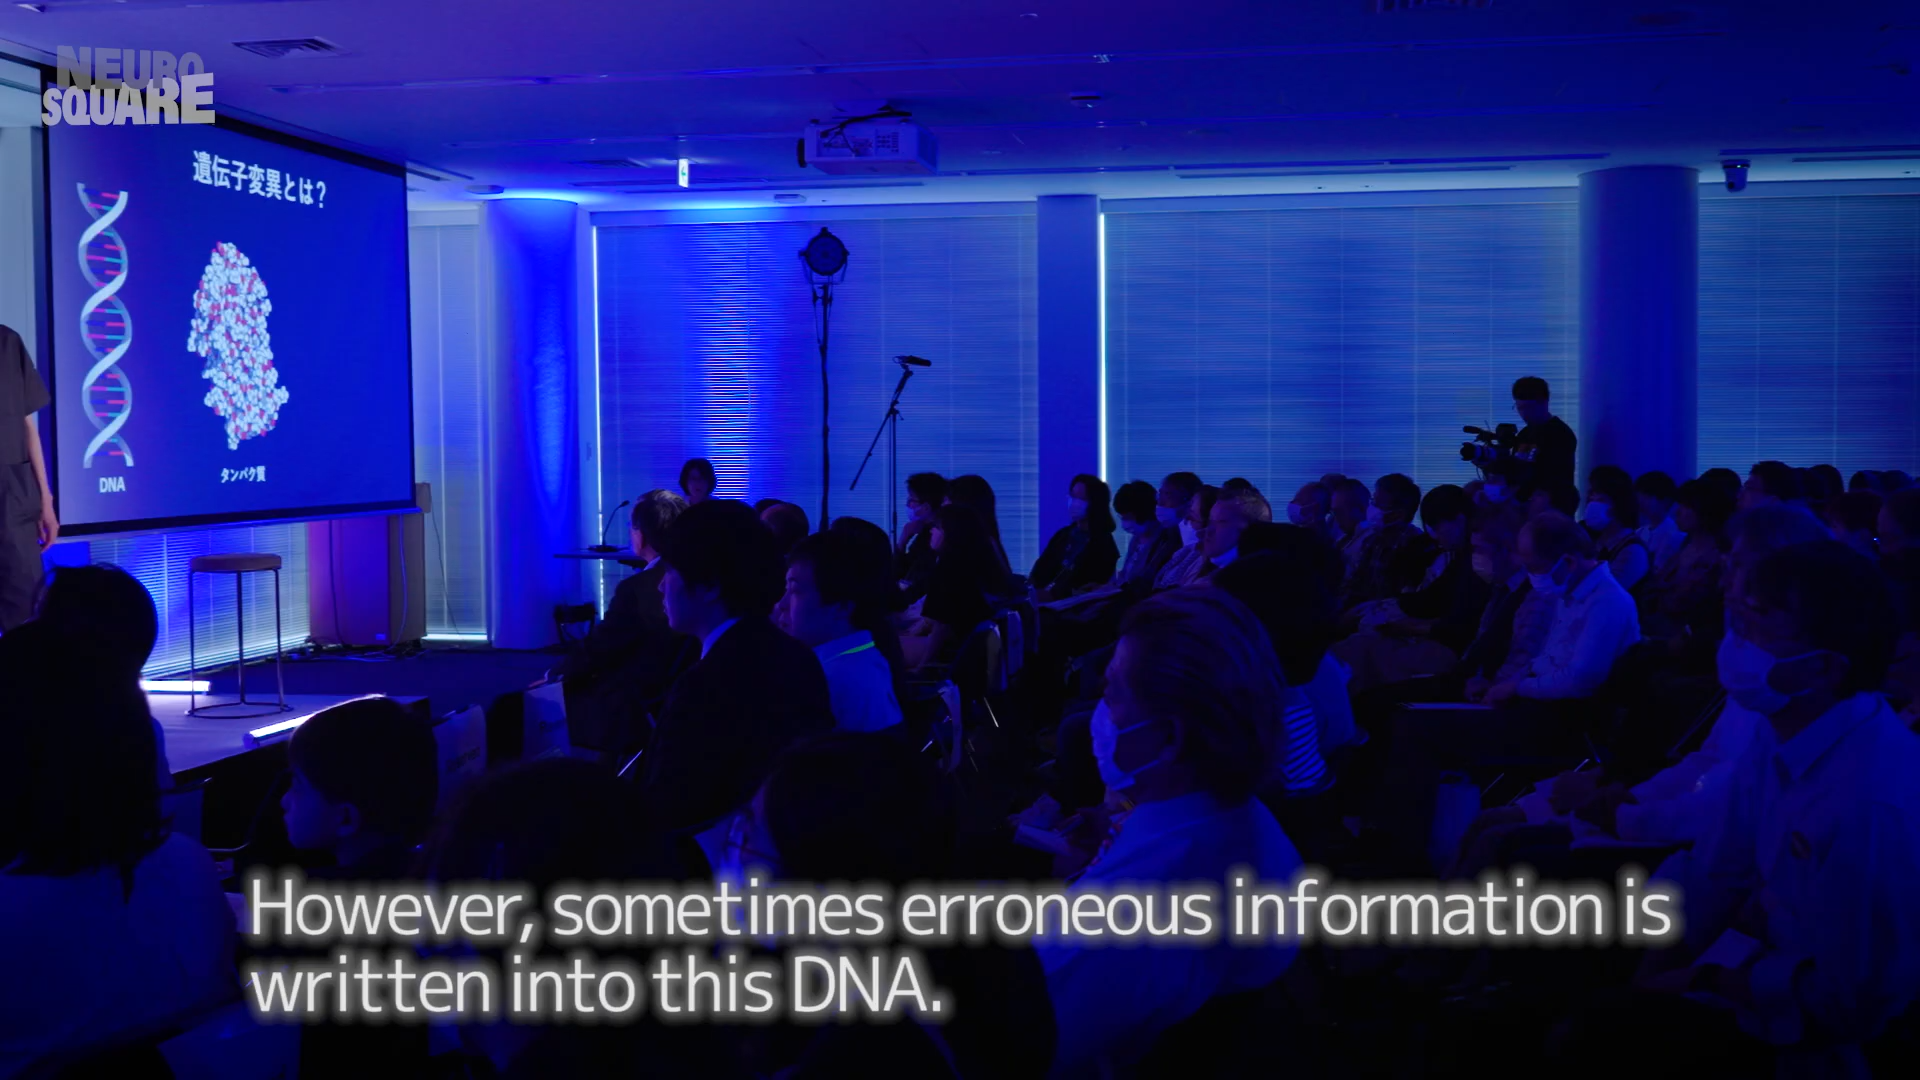 NEURO
SQUARE
遺伝子変異とは？
DNA
タンパク質
However, sometimes erroneous information is
written into this DNA.